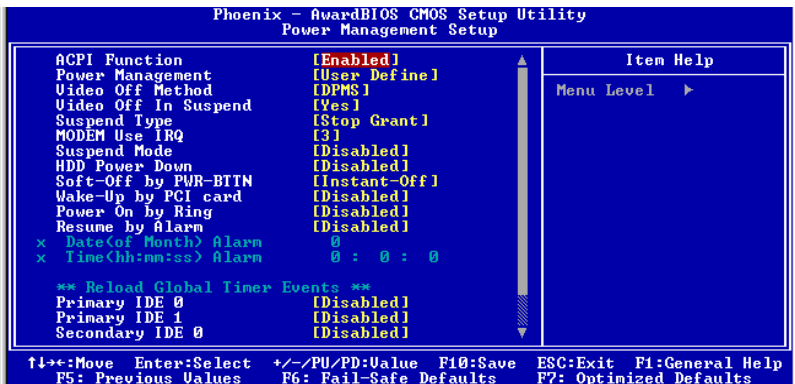 Phoenix - AwardBIOS CMOS Setup Utility
Power Management Setup
ACPI Function [Enabled]
Item Help
Power Management [User Define]
Video Off Method [DPMS]
Menu Level
Video Off In Suspend [Yes]
Suspend Type [Stop Grant]
MODEM Use IRQ [3]
Suspend Mode [Disabled]
HDD Power Down [Disabled]
Soft-Off by PWR-BTTN [Instant-Off]
Wake-Up by PCI card [Disabled]
Power On by Ring [Disabled]
Resume by Alarm [Disabled]
x Date(of Month) Alarm 0
x Time(hh:mm:ss) Alarm 0 : 0 : 0
** Reload Global Timer Events **
Primary IDE 0 [Disabled]
Primary IDE 1 [Disabled]
Secondary IDE 0 [Disabled]
↑↓→←:Move Enter:Select +/-/PU/PD:Value F10:Save ESC:Exit F1:General Help
F5: Previous Values F6: Fail-Safe Defaults F7: Optimized Defaults